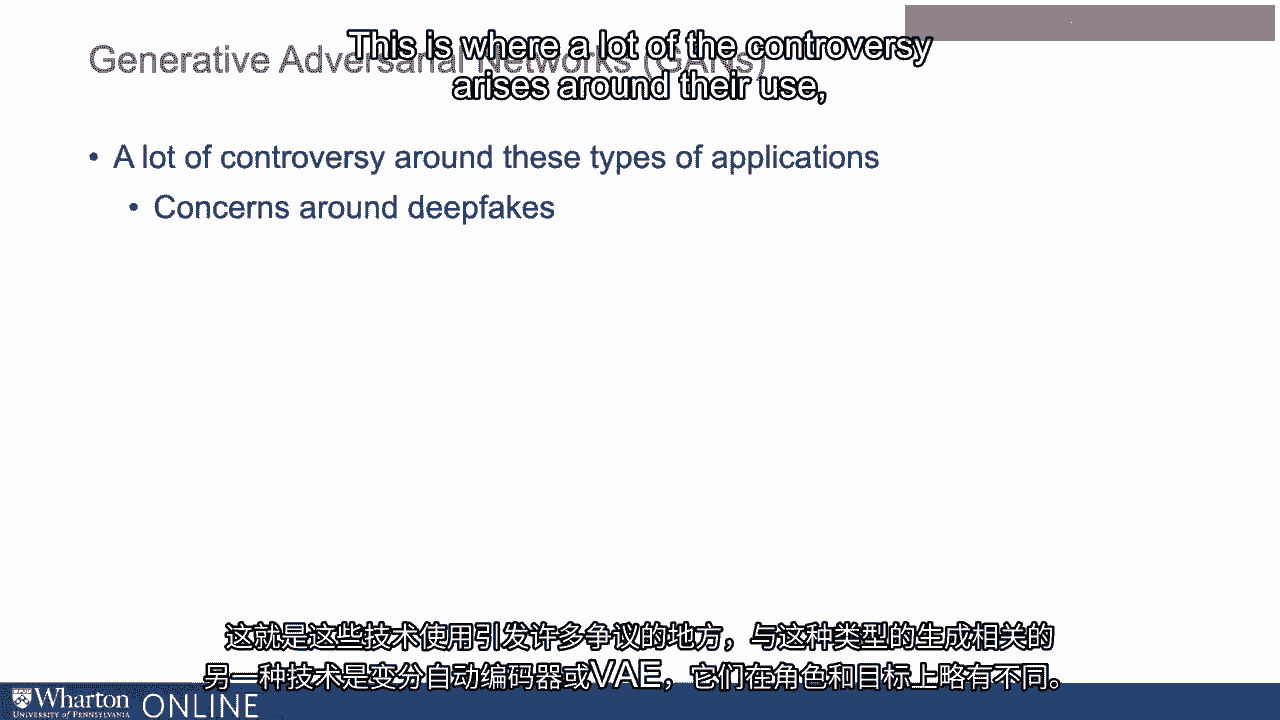 This is where a lot of the controversy
arises around their use,
Generative Adversarial Networks (GANs)
• A lot of controversy around these types of applications
• Concerns around deepfakes
这就是这些技术使用引发许多争议的地方，与这种类型的生成相关的
另一种技术是变分自动编码器或VAE，它们在角色和目标上略有不同。
Wharton
UNIVERSITY of PENNSYLVANIA
ONLINE